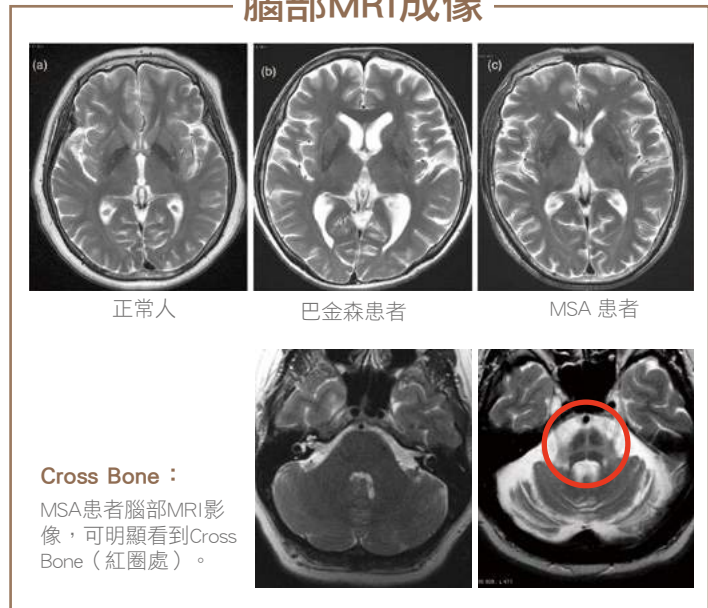 腦部MRI成像
(a)
(b)
(c)
正常人
巴金森患者
MSA 患者
Cross Bone：
MSA患者腦部MRI影
像，可明顯看到Cross
Bone（紅圈處）。